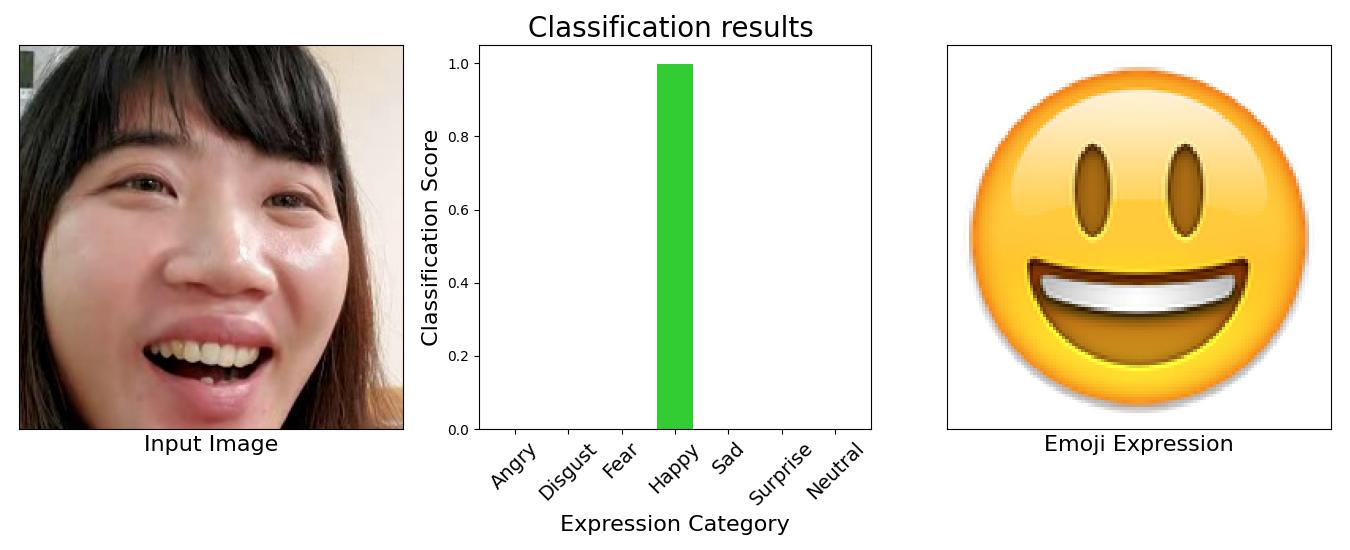 Classification results
Classification Score
1.0
0.8
0.6
0.4
0.2
0.0
Angry
Disgust
Fear
Happy
Sad
Surprise
Neutral
Expression Category
Input Image
Emoji Expression